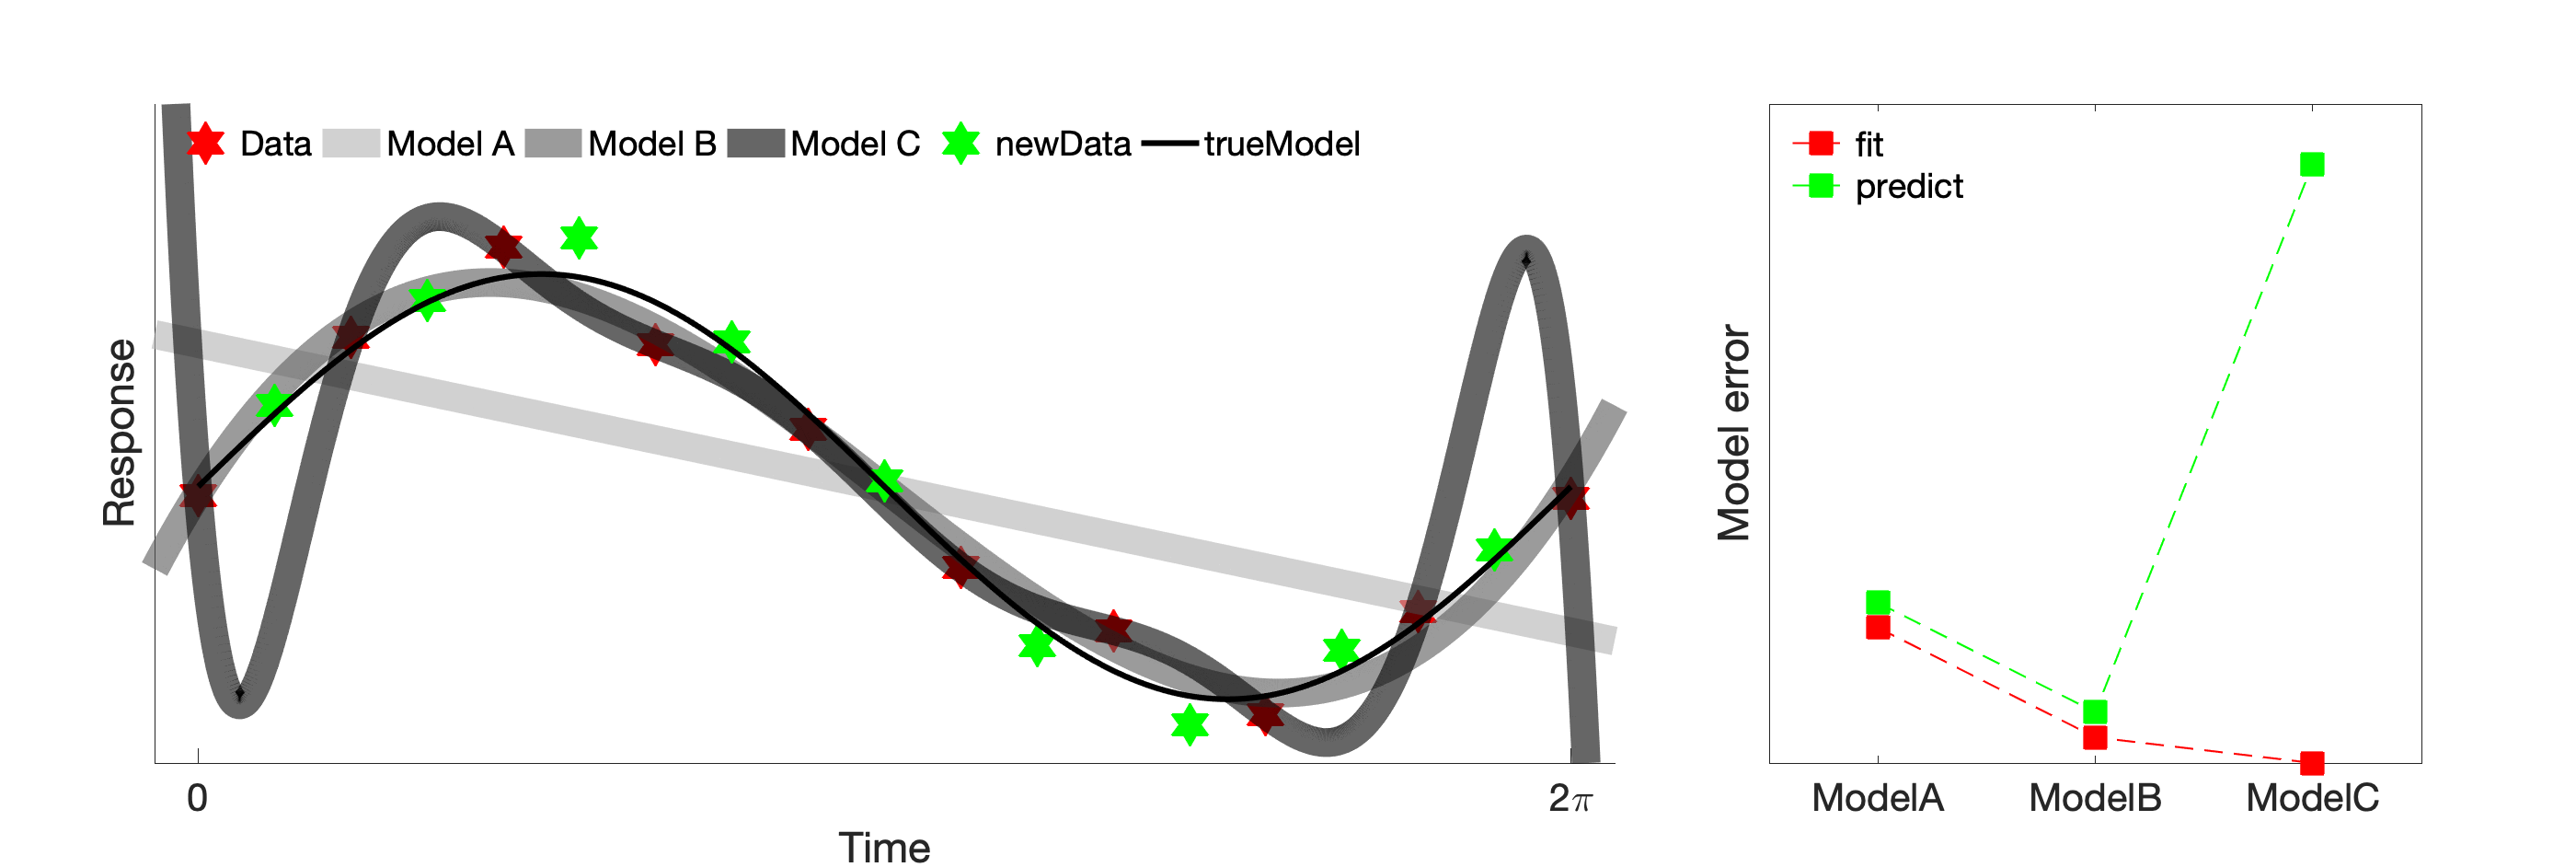 Data Model A Model B Model C newData trueModel
Response
0 2π
Time
fit
predict
Model error
ModelA ModelB ModelC